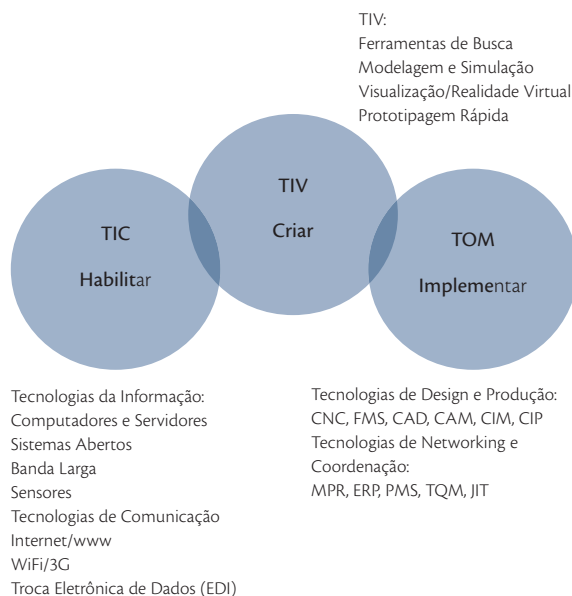 TIV:
Ferramentas de Busca
Modelagem e Simulação
Visualização/Realidade Virtual
Prototipagem Rápida
TIC
Habilitar
TIV
Criar
TOM
Implementar
Tecnologias da Informação:
Computadores e Servidores
Sistemas Abertos
Banda Larga
Sensores
Tecnologias de Comunicação
Internet/www
WiFi/3G
Troca Eletrônica de Dados (EDI)
Tecnologias de Design e Produção:
CNC, FMS, CAD, CAM, CIM, CIP
Tecnologias de Networking e
Coordenação:
MPR, ERP, PMS, TQM, JIT